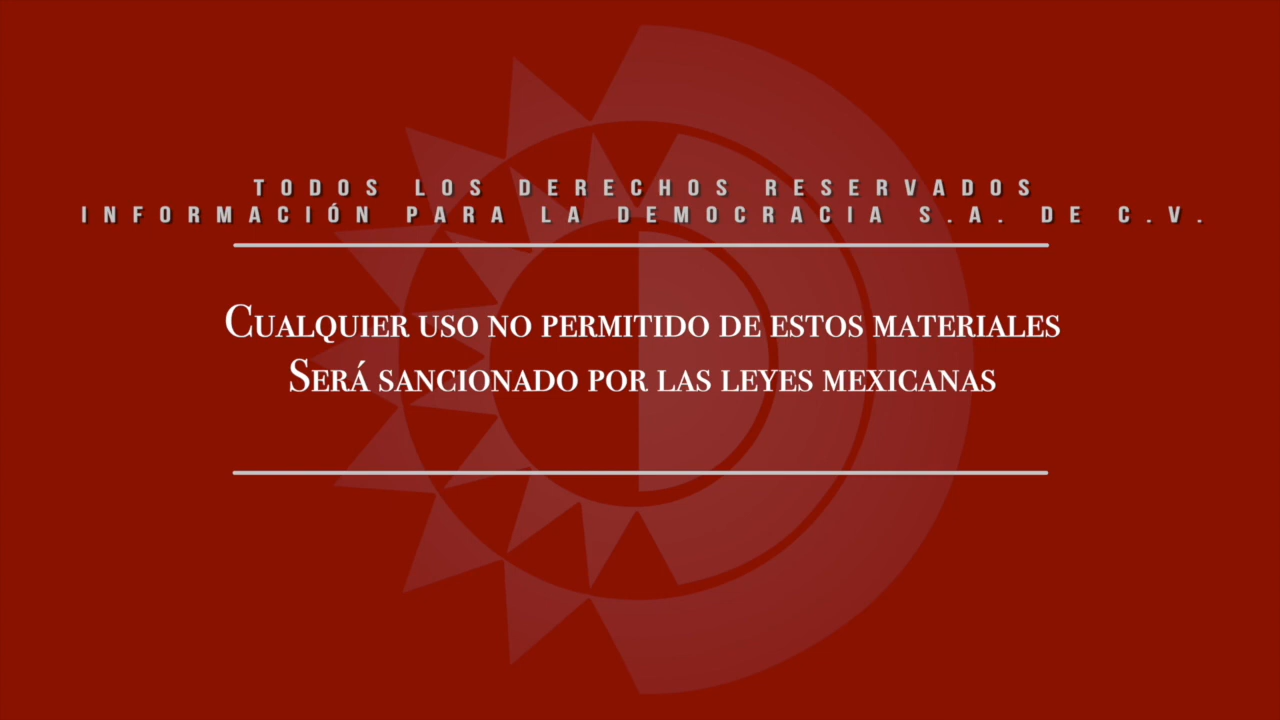 TODOS LOS DERECHOS RESERVADOS
INFORMACIÓN PARA LA DEMOCRACIA S.A. DE C.V.
CUALQUIER USO NO PERMITIDO DE ESTOS MATERIALES
SERÁ SANCIONADO POR LAS LEYES MEXICANAS